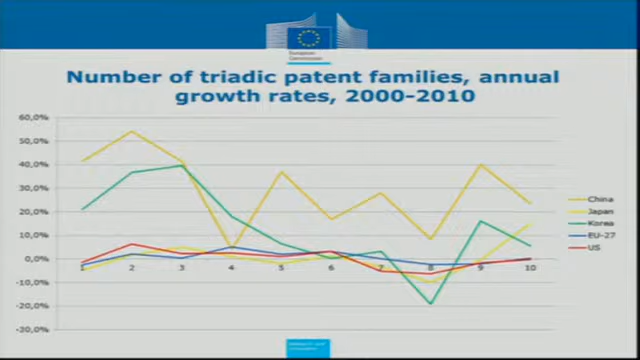 European
Commission
Number of triadic patent families, annual
growth rates, 2000-2010
60,0%
50,0%
40,0%
30,0%
20,0%
10,0%
0,0%
-10,0%
-20,0%
-30,0%
1 2 3 4 5 6 7 8 9 10
China
Japan
Korea
EU-27
US